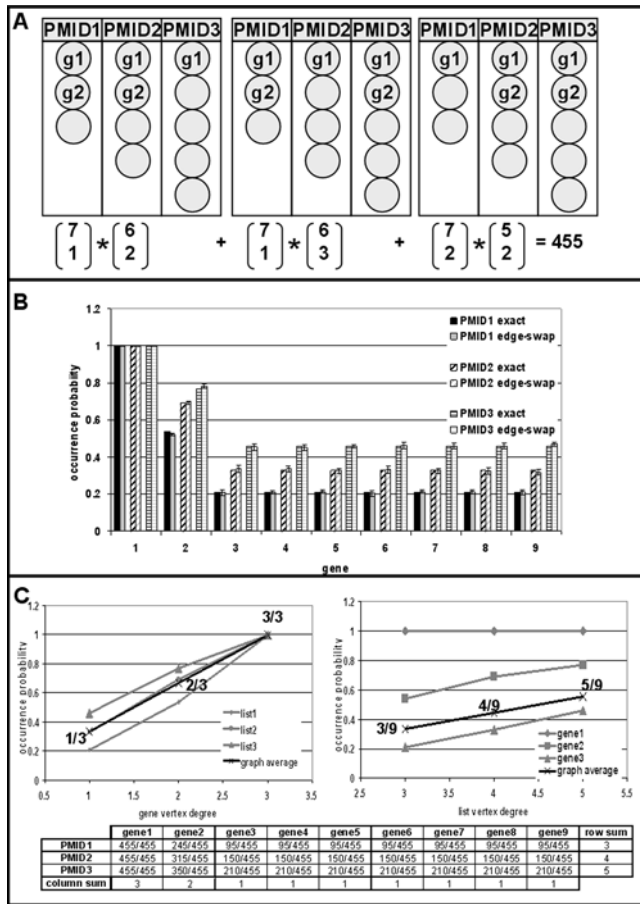 A
PMID1 PMID2 PMID3 PMID1 PMID2 PMID3 PMID1 PMID2 PMID3
g1 g1 g1 g1 g1 g1 g1 g1 g1
g2 g2 g2 g2 g2 g2
7 6 7 6 7 5
* + * + * = 455
1 2 1 3 2 2
B
occurrence probability
1.2
1
0.8
0.6
0.4
0.2
0
PMID1 exact
PMID1 edge-swap
PMID2 exact
PMID2 edge-swap
PMID3 exact
PMID3 edge-swap
1 2 3 4 5 6 7 8 9
gene
C
occurrence probability
1.2
1
0.8
0.6
0.4
0.2
0
3/3
2/3
1/3
list1
list2
list3
graph average
0.5 1 1.5 2 2.5 3 3.5
gene vertex degree
occurrence probability
1.2
1
0.8
0.6
0.4
0.2
0
3/9
4/9
5/9
gene1
gene2
gene3
graph average
2.5 3 3.5 4 4.5 5 5.5
list vertex degree
gene1 gene2 gene3 gene4 gene5 gene6 gene7 gene8 gene9 row sum
PMID1 455/455 245/455 95/455 95/455 95/455 95/455 95/455 95/455 95/455 3
PMID2 455/455 315/455 150/455 150/455 150/455 150/455 150/455 150/455 150/455 4
PMID3 455/455 350/455 210/455 210/455 210/455 210/455 210/455 210/455 210/455 5
column sum 3 2 1 1 1 1 1 1 1